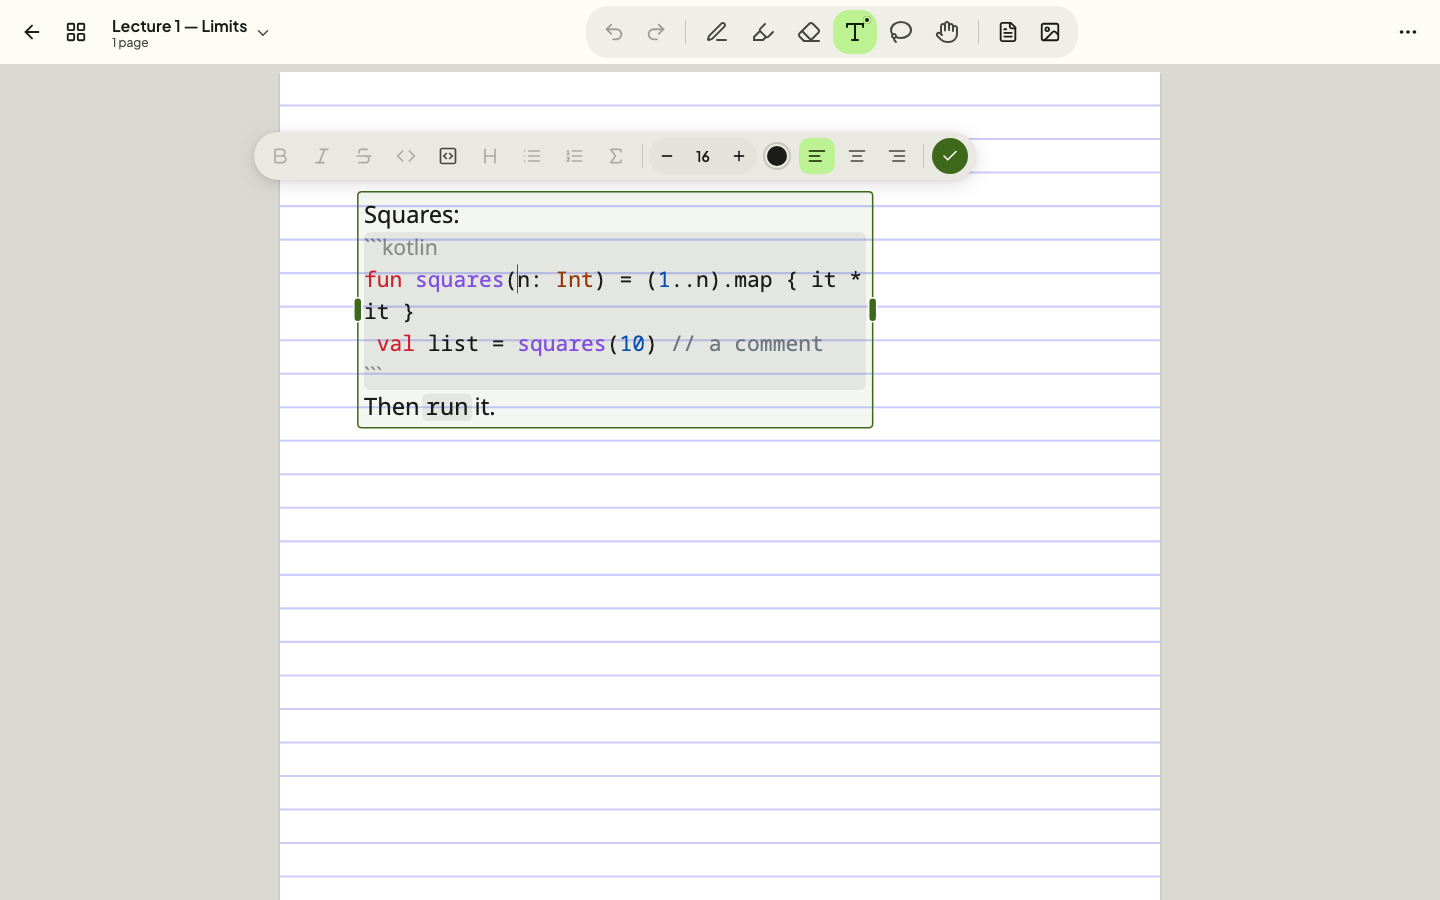 Lecture 1 — Limits
1 page
16
Squares:
```kotlin
fun squares(n: Int) = (1..n).map { it *
it }
 val list = squares(10) // a comment
```
Then run it.